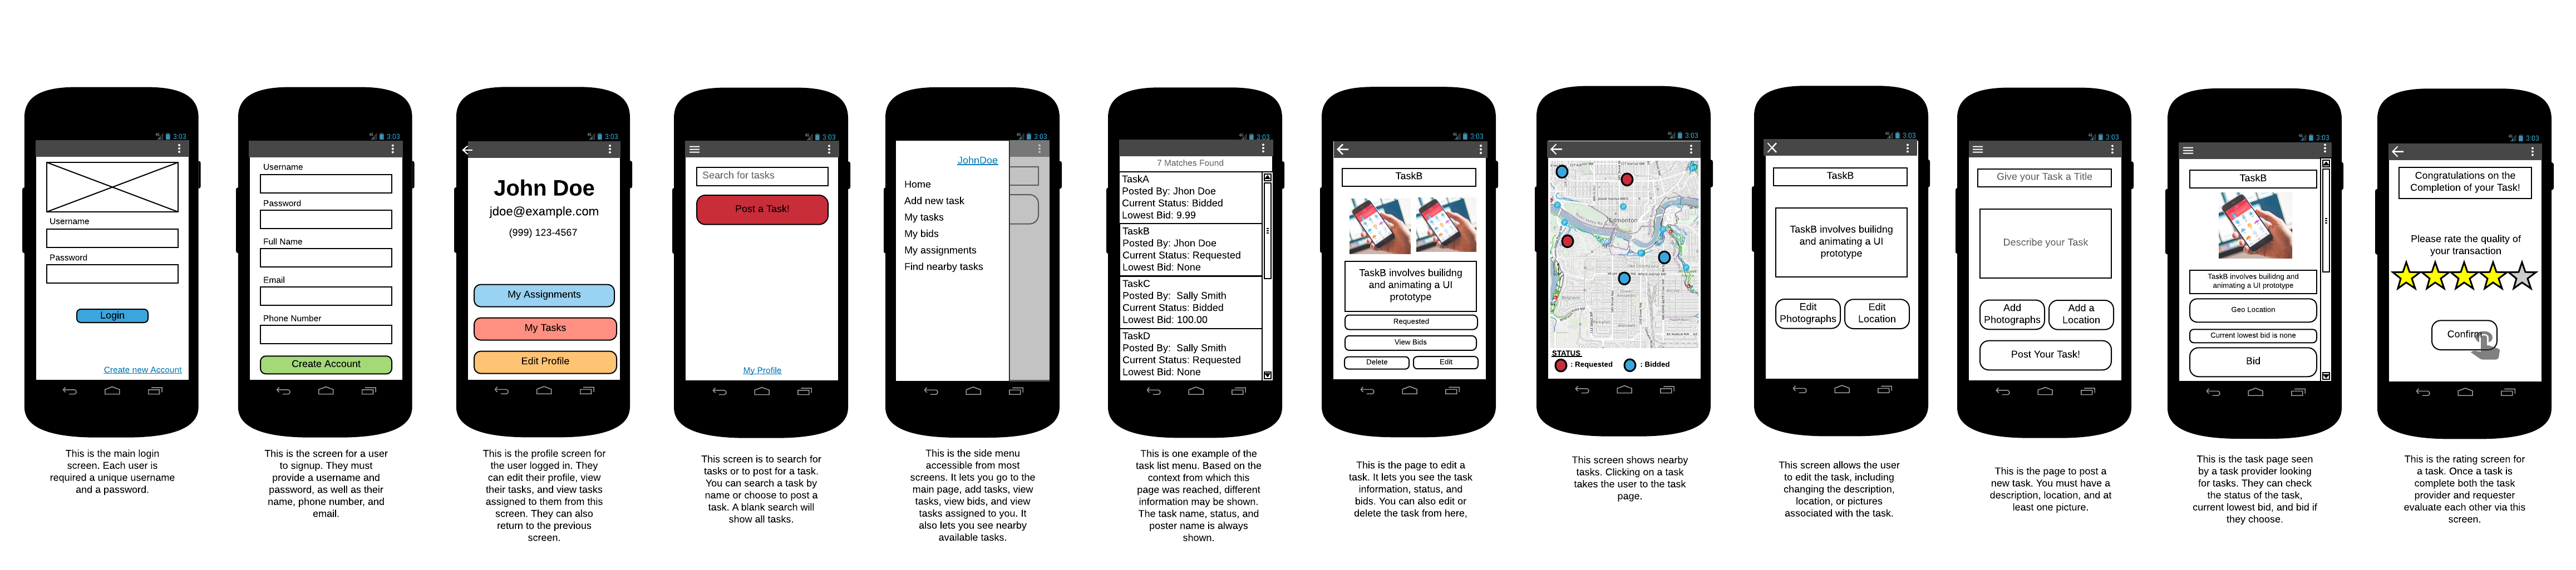 3:03
Username
Password
Login
Create new Account
This is the main login
screen. Each user is
required a unique username
and a password.
3:03
Username
Password
Full Name
Email
Phone Number
Create Account
This is the screen for a user
to signup. They must
provide a username and
password, as well as their
name, phone number, and
email.
3:03
John Doe
jdoe@example.com
(999) 123-4567
My Assignments
My Tasks
Edit Profile
This is the profile screen for
the user logged in. They
can edit their profile, view
their tasks, and view tasks
assigned to them from this
screen. They can also
return to the previous
screen.
3:03
Search for tasks
Post a Task!
My Profile
This screen is to search for
tasks or to post for a task.
You can search a task by
name or choose to post a
task. A blank search will
show all tasks.
3:03
JohnDoe
Home
Add new task
My tasks
My bids
My assignments
Find nearby tasks
This is the side menu
accessible from most
screens. It lets you go to the
main page, add tasks, view
tasks, view bids, and view
tasks assigned to you. It
also lets you see nearby
available tasks.
3:03
7 Matches Found
TaskA
Posted By: Jhon Doe
Current Status: Bidded
Lowest Bid: 9.99
TaskB
Posted By: Jhon Doe
Current Status: Requested
Lowest Bid: None
TaskC
Posted By: Sally Smith
Current Status: Bidded
Lowest Bid: 100.00
TaskD
Posted By: Sally Smith
Current Status: Requested
Lowest Bid: None
This is one example of the
task list menu. Based on the
context from which this
page was reached, different
information may be shown.
The task name, status, and
poster name is always
shown.
3:03
TaskB
TaskB involves builidng
and animating a UI
prototype
Requested
View Bids
Delete
Edit
This is the page to edit a
task. It lets you see the task
information, status, and
bids. You can also edit or
delete the task from here,
3:03
Edmonton
STATUS
: Requested
: Bidded
This screen shows nearby
tasks. Clicking on a task
takes the user to the task
page.
3:03
TaskB
TaskB involves builidng
and animating a UI
prototype
Edit
Photographs
Edit
Location
This screen allows the user
to edit the task, including
changing the description,
location, or pictures
associated with the task.
3:03
Give your Task a Title
Describe your Task
Add
Photographs
Add a
Location
Post Your Task!
This is the page to post a
new task. You must have a
description, location, and at
least one picture.
3:03
TaskB
TaskB involves builidng and
animating a UI prototype
Geo Location
Current lowest bid is none
Bid
This is the task page seen
by a task provider looking
for tasks. They can check
the status of the task,
current lowest bid, and bid if
they choose.
3:03
Congratulations on the
Completion of your Task!
Please rate the quality of
your transaction
Confirm
This is the rating screen for
a task. Once a task is
complete both the task
provider and requester
evaluate each other via this
screen.